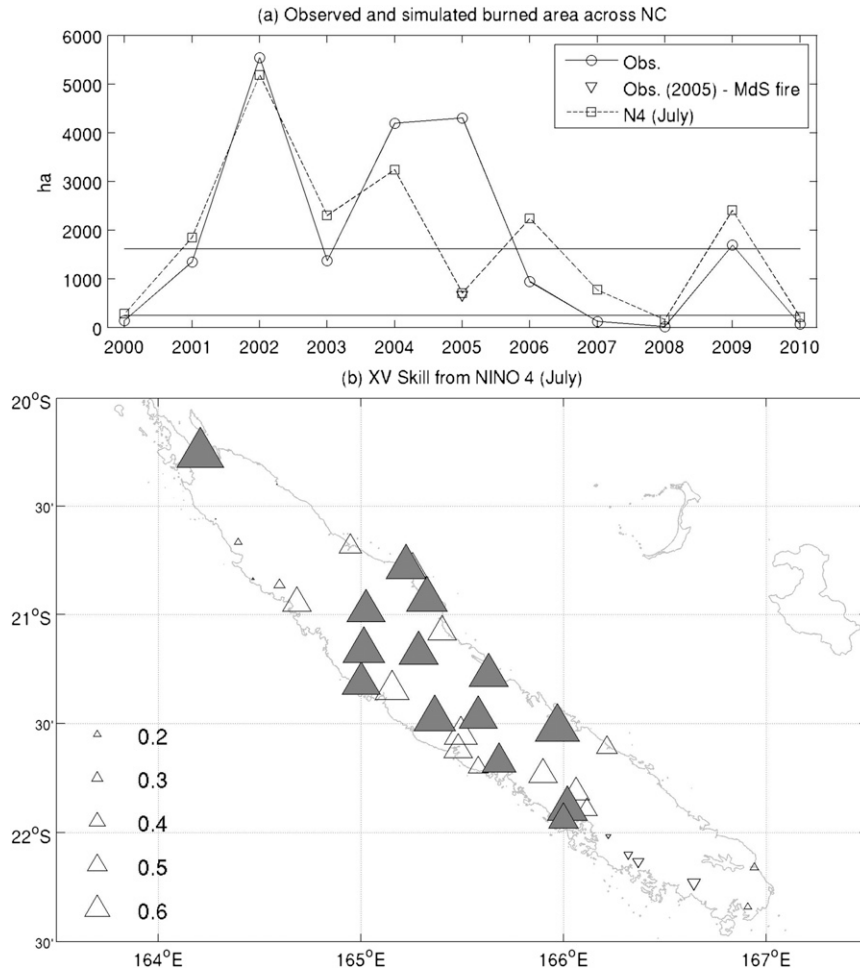 (a) Observed and simulated burned area across NC
6000
5000
4000
3000
2000
1000
0
ha
Obs.
Obs. (2005) - MdS fire
N4 (July)
2000 2001 2002 2003 2004 2005 2006 2007 2008 2009 2010
(b) XV Skill from NINO 4 (July)
20°S
30'
21°S
30'
22°S
30'
0.2
0.3
0.4
0.5
0.6
164°E 165°E 166°E 167°E